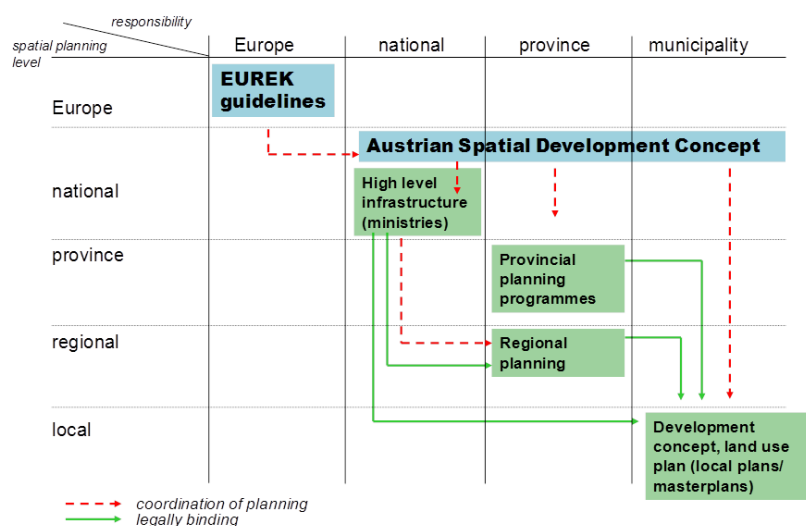 responsibility
spatial planning
level
Europe
national
province
municipality
EUREK
guidelines
Europe
Austrian Spatial Development Concept
national
High level
infrastructure
(ministries)
province
Provincial
planning
programmes
regional
Regional
planning
local
Development
concept, land use
plan (local plans/
masterplans)
coordination of planning
legally binding